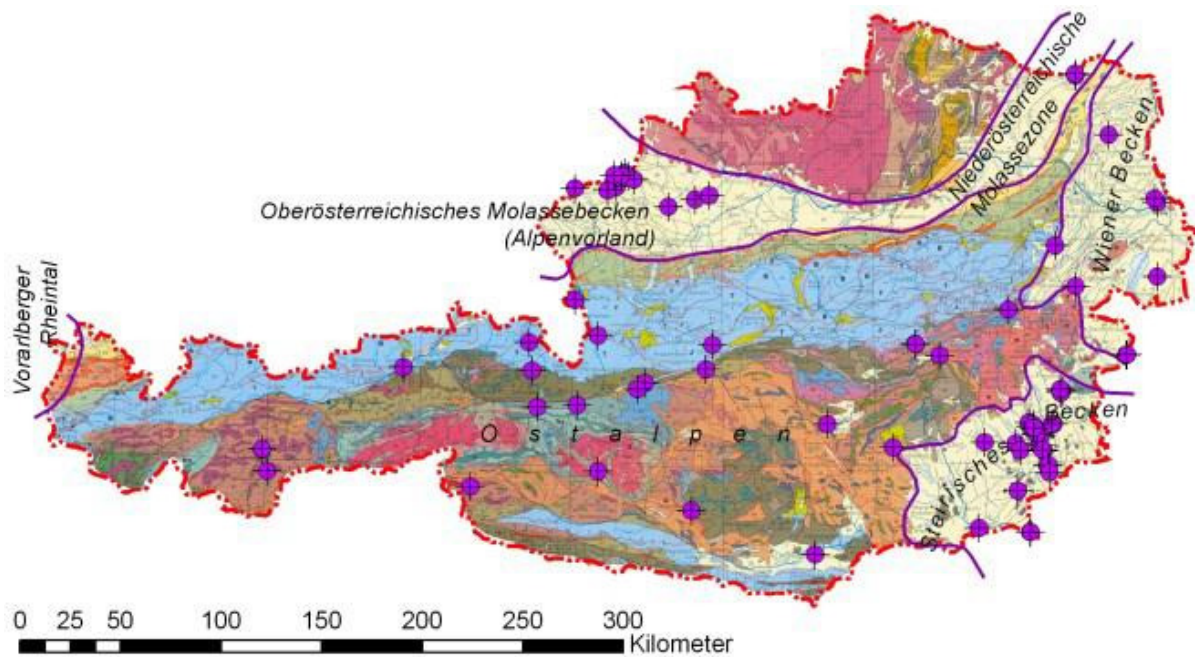 Niederösterreichische
Molassezone
Wiener Becken
Oberösterreichisches Molassebecken
(Alpenvorland)
Vorarlberger
Rheintal
Ostalpen
Steirisches Becken
0 25 50 100 150 200 250 300
Kilometer